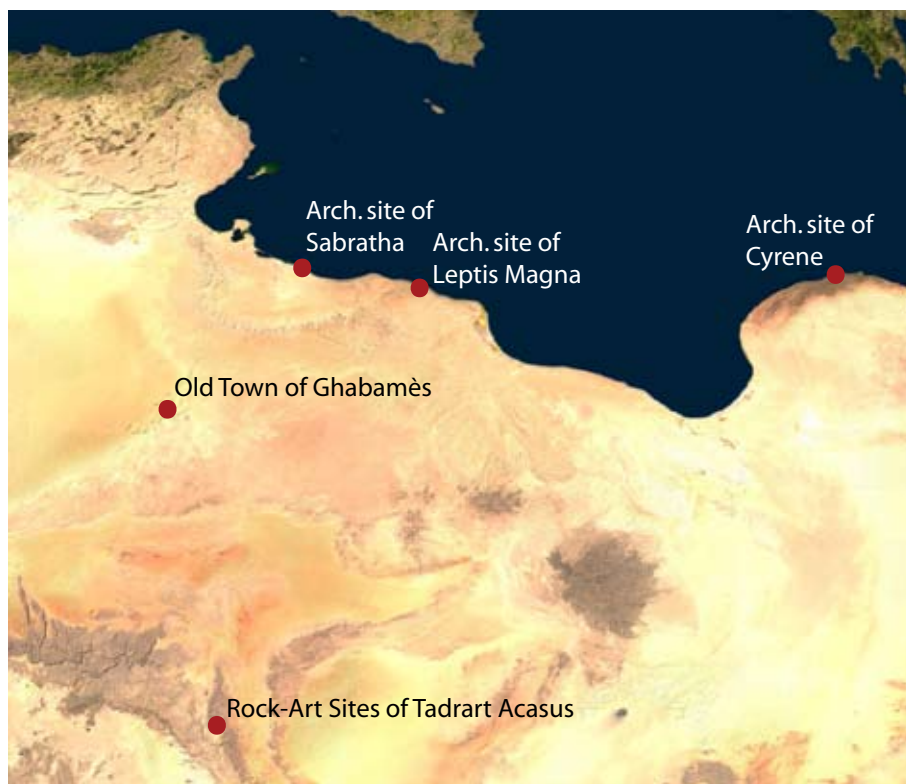 Arch. site of
Sabratha
Arch. site of
Leptis Magna
Arch. site of
Cyrene
Old Town of Ghabamès
Rock-Art Sites of Tadrart Acasus